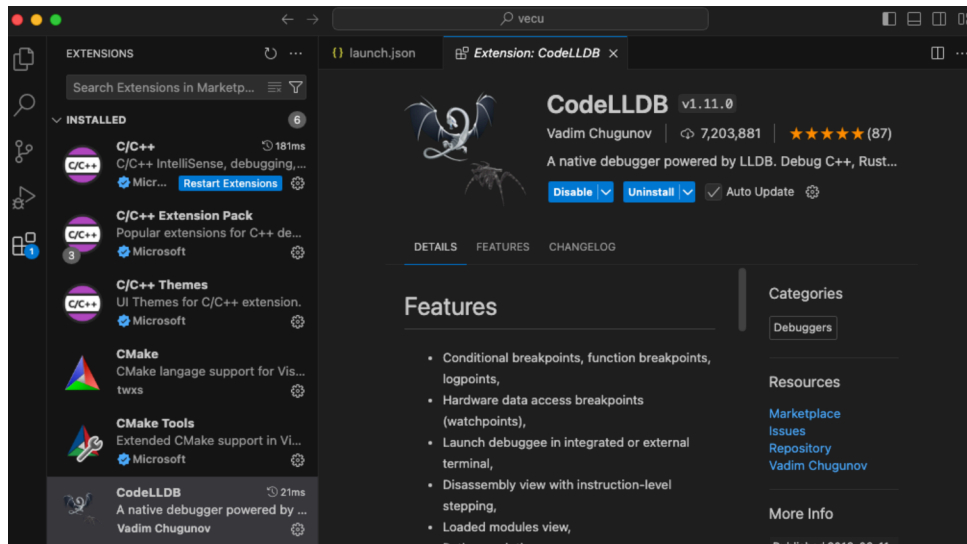 vecu
EXTENSIONS
Search Extensions in Marketp...
INSTALLED
6
C/C++
181ms
C/C++ IntelliSense, debugging,...
Micr...
Restart Extensions
C/C++
C/C++ Extension Pack
Popular extensions for C++ de...
Microsoft
C/C++
3
1
C/C++ Themes
UI Themes for C/C++ extension.
Microsoft
C/C++
CMake
CMake langage support for Vis...
twxs
CMake Tools
Extended CMake support in Vi...
Microsoft
CodeLLDB
21ms
A native debugger powered by ...
Vadim Chugunov
{} launch.json
Extension: CodeLLDB
CodeLLDB v1.11.0
Vadim Chugunov
7,203,881
(87)
A native debugger powered by LLDB. Debug C++, Rust...
Disable
Uninstall
Auto Update
DETAILS FEATURES CHANGELOG
Features
Conditional breakpoints, function breakpoints,
logpoints,
Hardware data access breakpoints
(watchpoints),
Launch debuggee in integrated or external
terminal,
Disassembly view with instruction-level
stepping,
Loaded modules view,
Categories
Debuggers
Resources
Marketplace
Issues
Repository
Vadim Chugunov
More Info